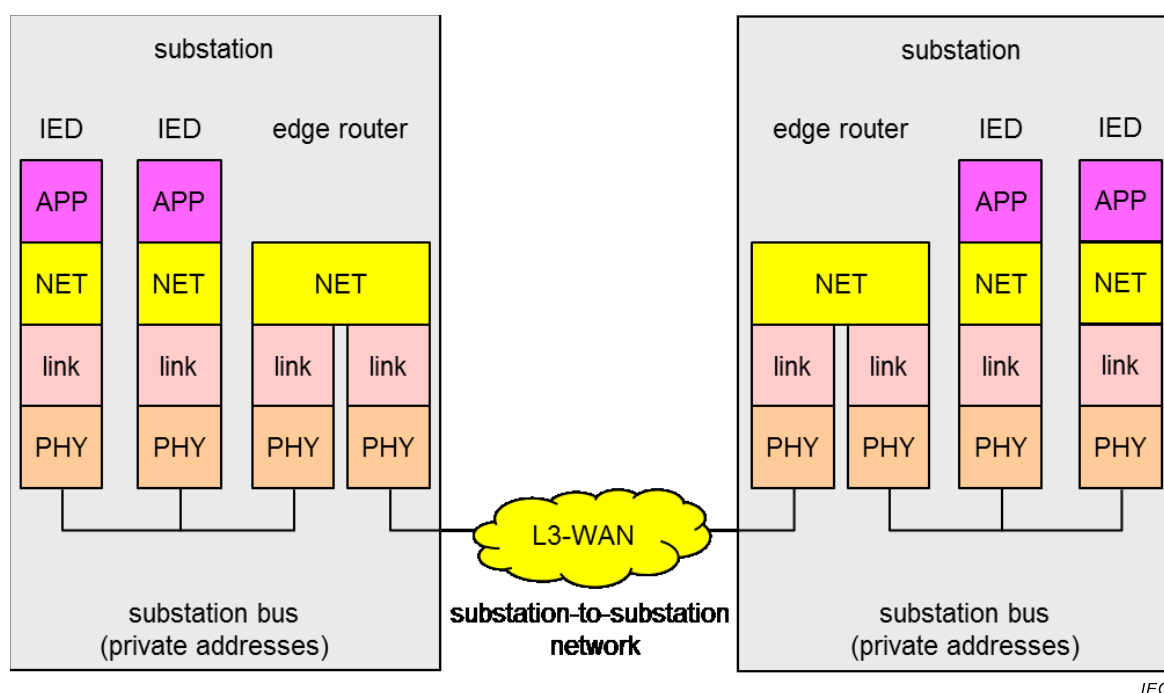 substation
substation
IED IED edge router
edge router IED IED
APP APP
APP APP
NET NET NET
NET NET NET
link link link link
link link link link
PHY PHY PHY PHY
PHY PHY PHY PHY
L3-WAN
substation-to-substation
network
substation bus
(private addresses)
substation bus
(private addresses)
IEC